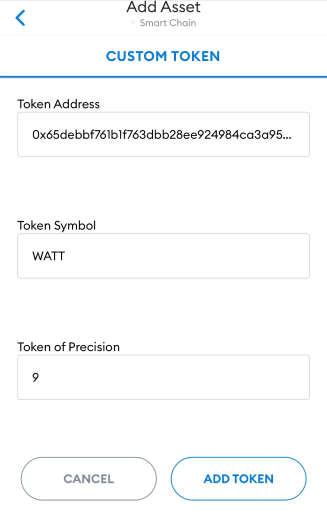 Add Asset
Smart Chain
CUSTOM TOKEN
Token Address
0x65debbf761b1f763dbb28ee924984ca3a95...
Token Symbol
WATT
Token of Precision
9
CANCEL
ADD TOKEN